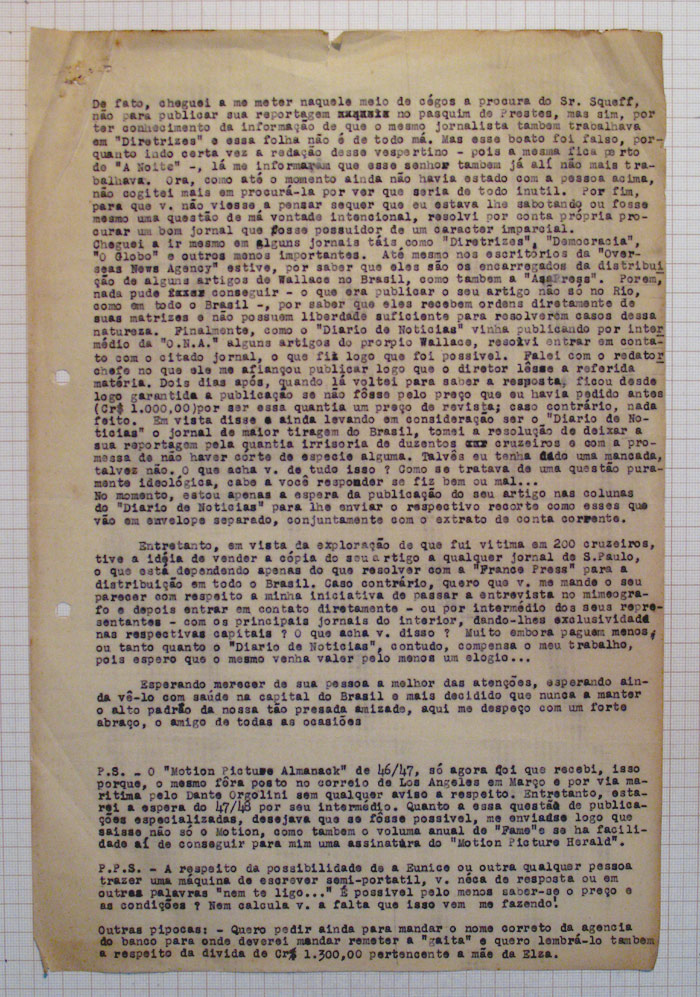 De fato, cheguei a me meter naquele meio de cégos a procura do Sr. Squeff,
não para publicar sua reportagem xxqxxix no pasquim de Prestes, mas sim, por
ter conhecimento da informação de que o mesmo jornalista tambem trabalhava
em "Diretrizes" e essa folha não é de todo má. Mas esse boato foi falso, por-
quanto indo certa vez a redação desse vespertino - pois a mesma fica perto
de "A Noite" -, lá me informaram que esse senhor tambem já alí não mais tra-
balhava. Ora, como até o momento ainda não havia estado com a pessoa acima,
não cogitei mais em procurá-la por ver que seria de todo inutil. Por fim,
para que v. não viesse a pensar sequer que eu estava lhe sabotando ou fosse
mesmo uma questão de má vontade intencional, resolvi por conta própria pro-
curar um bom jornal que fosse possuidor de um caracter imparcial.
Cheguei a ir mesmo em alguns jornais táis como "Diretrizes", "Democracia",
"O Globo" e outros menos importantes. Até mesmo nos escritórios da "Over-
seas News Agency" estive, por saber que eles são os encarregados da distribui
ção de alguns artigos de Wallace no Brasil, como tambem a "AsaPress". Porem,
nada pude fxxxx conseguir - o que era publicar o seu artigo não só no Rio,
como em todo o Brasil -, por saber que eles recebem ordens diretamente de
suas matrizes e não possuem liberdade suficiente para resolverem casos dessa
natureza. Finalmente, como o "Diario de Noticias" vinha publicando por inter
médio da "O.N.A." alguns artigos do prorpio Wallace, resolvi entrar em conta-
to com o citado jornal, o que fiz logo que foi possivel. Falei com o redator
chefe no que ele me afiançou publicar logo que o diretor lêsse a referida
matéria. Dois dias após, quando lá voltei para saber a resposta, ficou desde
logo garantida a publicação se não fôsse pelo preço que eu havia pedido antes
(Cr$ 1.000,00)por ser essa quantia um preço de revista; caso contrário, nada
feito. Em vista disse e ainda levando em consideração ser o "Diario de No-
ticias" o jornal de maior tiragem do Brasil, tomei a resolução de deixar a
sua reportagem pela quantia irrisoria de duzentos xxx cruzeiros e com a pro-
messa de não haver corte de especie alguma. Talvês eu tenha dado uma mancada,
talvez não. O que acha v. de tudo isso ? Como se tratava de uma questão pura-
mente ideológica, cabe a você responder se fiz bem ou mal...
No momento, estou apenas a espera da publicação do seu artigo nas colunas
do "Diario de Noticias" para lhe enviar o respectivo recorte como esses que
vão em envelope separado, conjuntamente com o extrato de conta corrente.
Entretanto, em vista da exploração de que fui vitima em 200 cruzeiros,
tive a idéia de vender a cópia do seu artigo a qualquer jornal de S.Paulo,
o que está dependendo apenas do que resolver com a "France Press" para a
distribuição em todo o Brasil. Caso contrário, quero que v. me mande o seu
parecer com respeito a minha iniciativa de passar a entrevista no mimeogra-
fo e depois entrar em contato diretamente - ou por intermédio dos seus repre-
sentantes - com os principais jornais do interior, dando-lhes exclusividade
nas respectivas capitais ? O que acha v. disso ? Muito embora paguem menos,
ou tanto quanto o "Diario de Noticias", contudo, compensa o meu trabalho,
pois espero que o mesmo venha valer pelo menos um elogio...
Esperando merecer de sua pessoa a melhor das atenções, esperando ain-
da vê-lo com saúde na capital do Brasil e mais decidido que nunca a manter
o alto padrão da nossa tão presada amizade, aqui me despeço com um forte
abraço, o amigo de todas as ocasiões
P.S. - O "Motion Picture Almanack" de 46/47, só agora foi que recebi, isso
porque, o mesmo fôra posto no correio de Los Angeles em Março e por via ma-
ritima pelo Dante Orgolini sem qualquer aviso a respeito. Entretanto, esta-
rei a espera do 47/48 por seu intermédio. Quanto a essa questão de publica-
ções especializadas, desejava que se fôsse possivel, me enviadse logo que
saisse não só o Motion, como tambem o volume anual de "Fame"e se ha facili-
dade aí de conseguir para mim uma assinatura do "Motion Picture Herald".
P.P.S. - A respeito da possibilidade de a Eunice ou outra qualquer pessoa
trazer uma máquina de escrever semi-portatil, v. néca de resposta ou em
outras palavras "nem te ligo..." É possivel pelo menos saber-se o preço e
as condições ? Nem calcula v. a falta que isso vem me fazendo!
Outras pipocas: - Quero pedir ainda para mandar o nome correto da agencia
do banco para onde deverei mandar remeter a "gaita" e quero lembrá-lo tambem
a respeito da divida de Cr$ 1.300,00 pertencente a mãe da Elza.